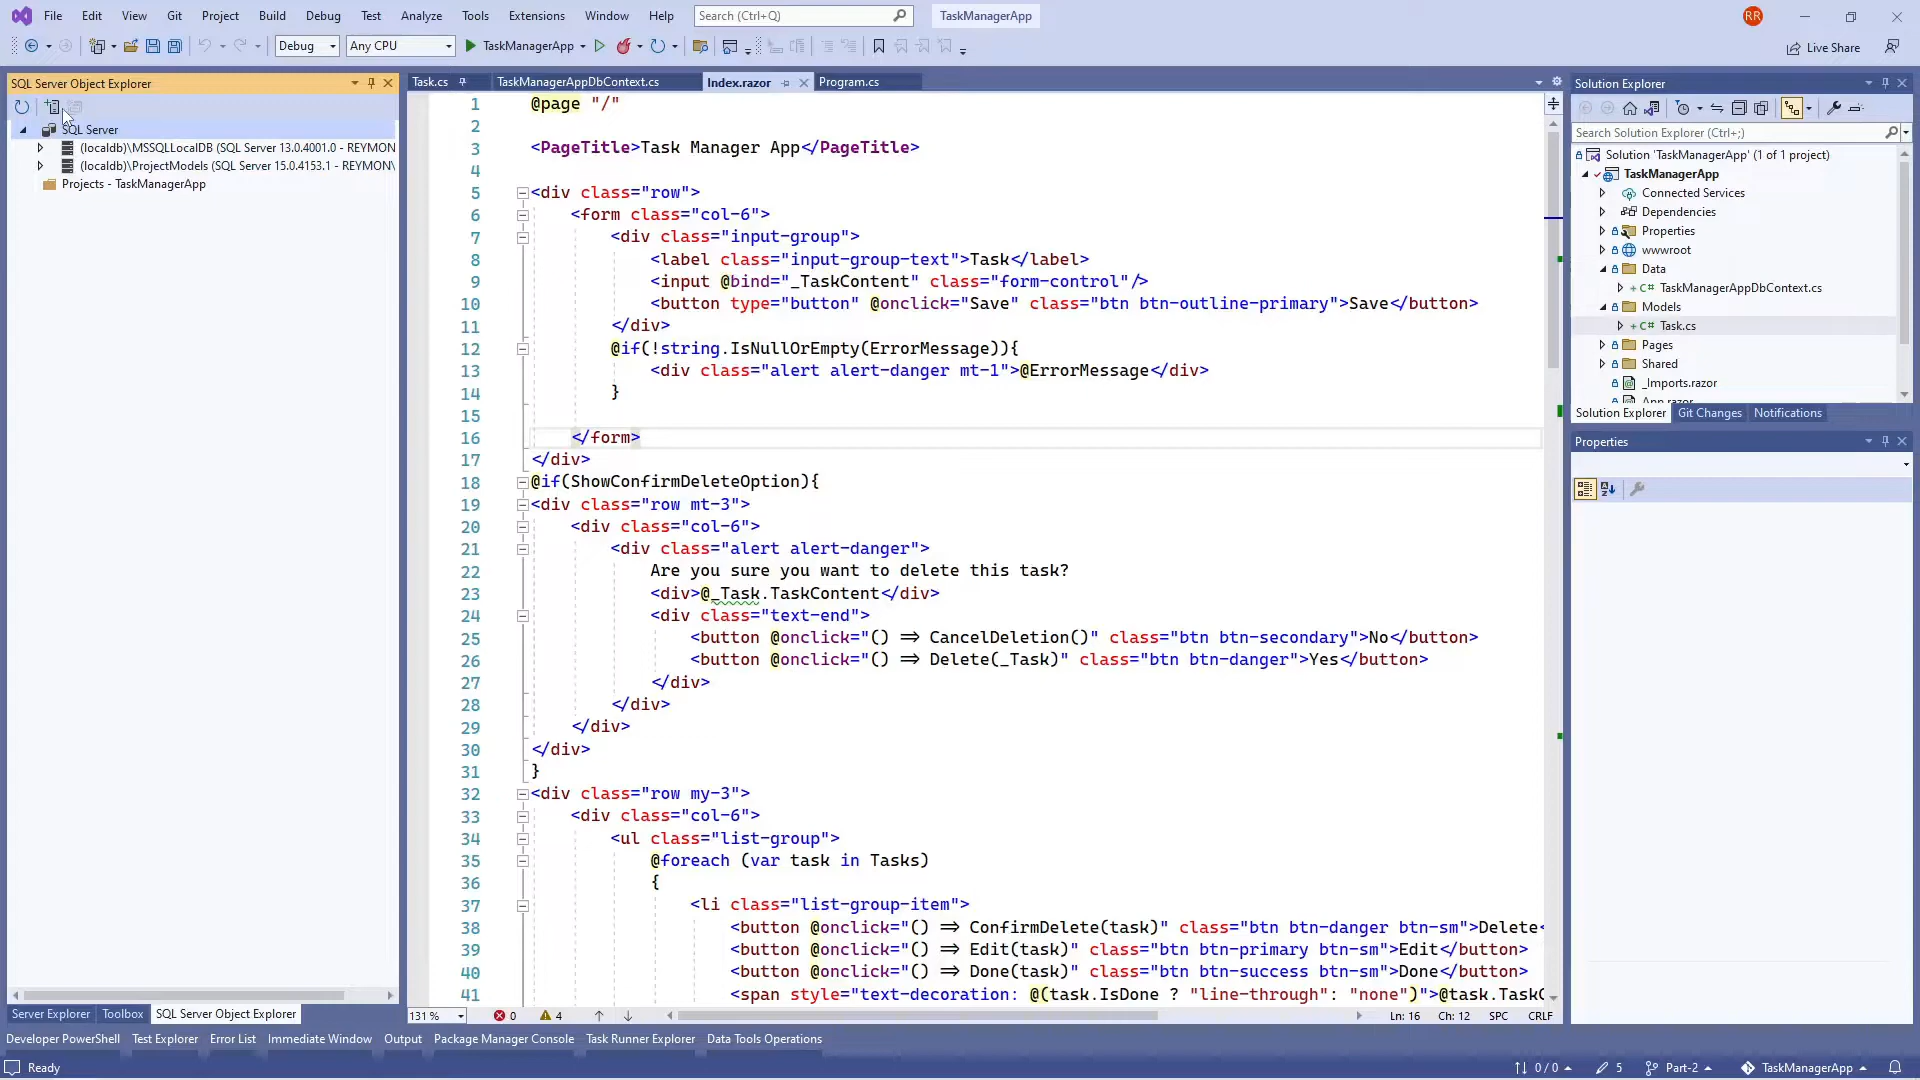 File Edit View Git Project Build Debug Test Analyze Tools Extensions Window Help Search (Ctrl+Q) TaskManagerApp RR
Debug Any CPU TaskManagerApp Live Share
SQL Server Object Explorer
SQL Server
(localdb)\MSSQLLocalDB (SQL Server 13.0.4001.0 - REYMON
(localdb)\ProjectModels (SQL Server 15.0.4153.1 - REYMON\
Projects - TaskManagerApp
Server Explorer Toolbox SQL Server Object Explorer
Task.cs TaskManagerAppDbContext.cs Index.razor Program.cs
1 @page "/"
2
3 <PageTitle>Task Manager App</PageTitle>
4
5 <div class="row">
6 <form class="col-6">
7 <div class="input-group">
8 <label class="input-group-text">Task</label>
9 <input @bind="_TaskContent" class="form-control"/>
10 <button type="button" @onclick="Save" class="btn btn-outline-primary">Save</button>
11 </div>
12 @if(!string.IsNullOrEmpty(ErrorMessage)){
13 <div class="alert alert-danger mt-1">@ErrorMessage</div>
14 }
15
16 </form>
17 </div>
18 @if(ShowConfirmDeleteOption){
19 <div class="row mt-3">
20 <div class="col-6">
21 <div class="alert alert-danger">
22 Are you sure you want to delete this task?
23 <div>@_Task.TaskContent</div>
24 <div class="text-end">
25 <button @onclick="() => CancelDeletion()" class="btn btn-secondary">No</button>
26 <button @onclick="() => Delete(_Task)" class="btn btn-danger">Yes</button>
27 </div>
28 </div>
29 </div>
30 </div>
31 }
32 <div class="row my-3">
33 <div class="col-6">
34 <ul class="list-group">
35 @foreach (var task in Tasks)
36 {
37 <li class="list-group-item">
38 <button @onclick="() => ConfirmDelete(task)" class="btn btn-danger btn-sm">Delete<
39 <button @onclick="() => Edit(task)" class="btn btn-primary btn-sm">Edit</button>
40 <button @onclick="() => Done(task)" class="btn btn-success btn-sm">Done</button>
41 <span style="text-decoration: @(task.IsDone ? "line-through": "none")">@task.TaskC
131 % 0 4 Ln: 16 Ch: 12 SPC CRLF
Solution Explorer
Search Solution Explorer (Ctrl+;)
Solution 'TaskManagerApp' (1 of 1 project)
TaskManagerApp
Connected Services
Dependencies
Properties
wwwroot
Data
+ C# TaskManagerAppDbContext.cs
Models
+ C# Task.cs
Pages
Shared
_Imports.razor
App.razor
Solution Explorer Git Changes Notifications
Properties
Developer PowerShell Test Explorer Error List Immediate Window Output Package Manager Console Task Runner Explorer Data Tools Operations
Ready 0 / 0 5 Part-2 TaskManagerApp